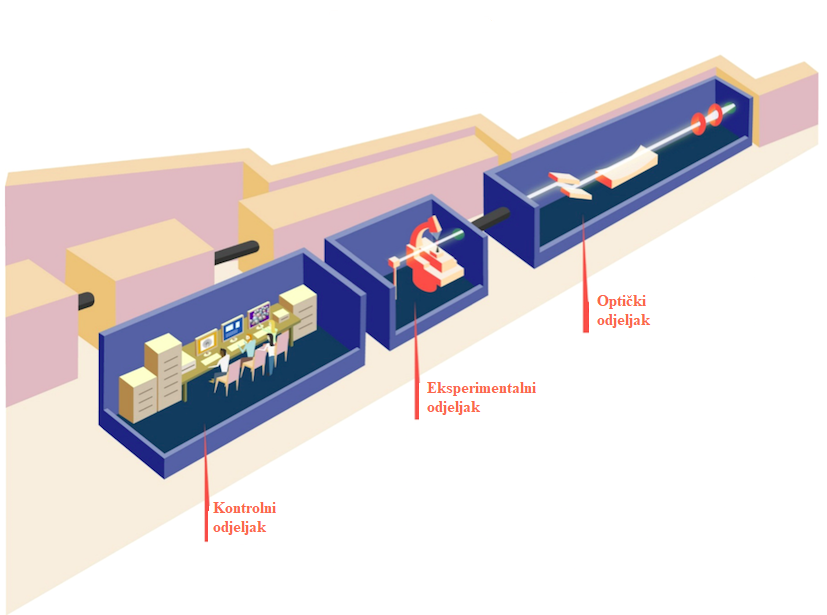 Optički
odjeljak
Eksperimentalni
odjeljak
Kontrolni
odjeljak